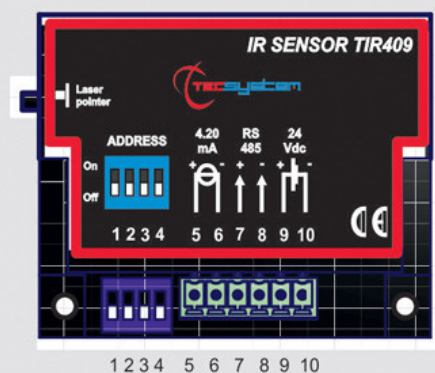 IR SENSOR TIR409
Laser
pointer
TECSYSTEM
ADDRESS
4.20
mA
RS
485
24
Vdc
On
Off
+ - + - + -
1 2 3 4 5 6 7 8 9 10
CE
1 2 3 4 5 6 7 8 9 10